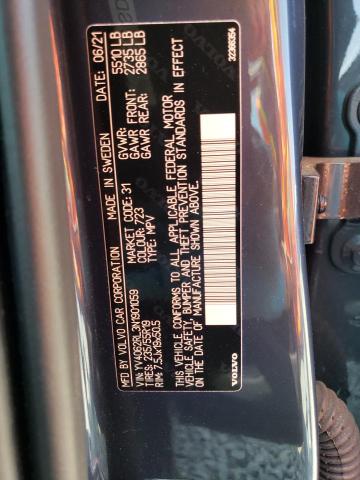 MFD. BY VOLVO CAR CORPORATION MADE IN SWEDEN DATE: 06/21
VIN: YV4062RL3N1901059 MARKET CODE: 31 GVWR: 5510 LB
TIRES: 235/55R19 COLOUR: 723 GAWR FRONT: 2735 LB
RIM: 7.5Jx19x50.5 TYPE: MPV GAWR REAR: 2865 LB
THIS VEHICLE CONFORMS TO ALL APPLICABLE FEDERAL MOTOR
VEHICLE SAFETY, BUMPER AND THEFT PREVENTION STANDARDS IN EFFECT
ON THE DATE OF MANUFACTURE SHOWN ABOVE.
VOLVO
32366354